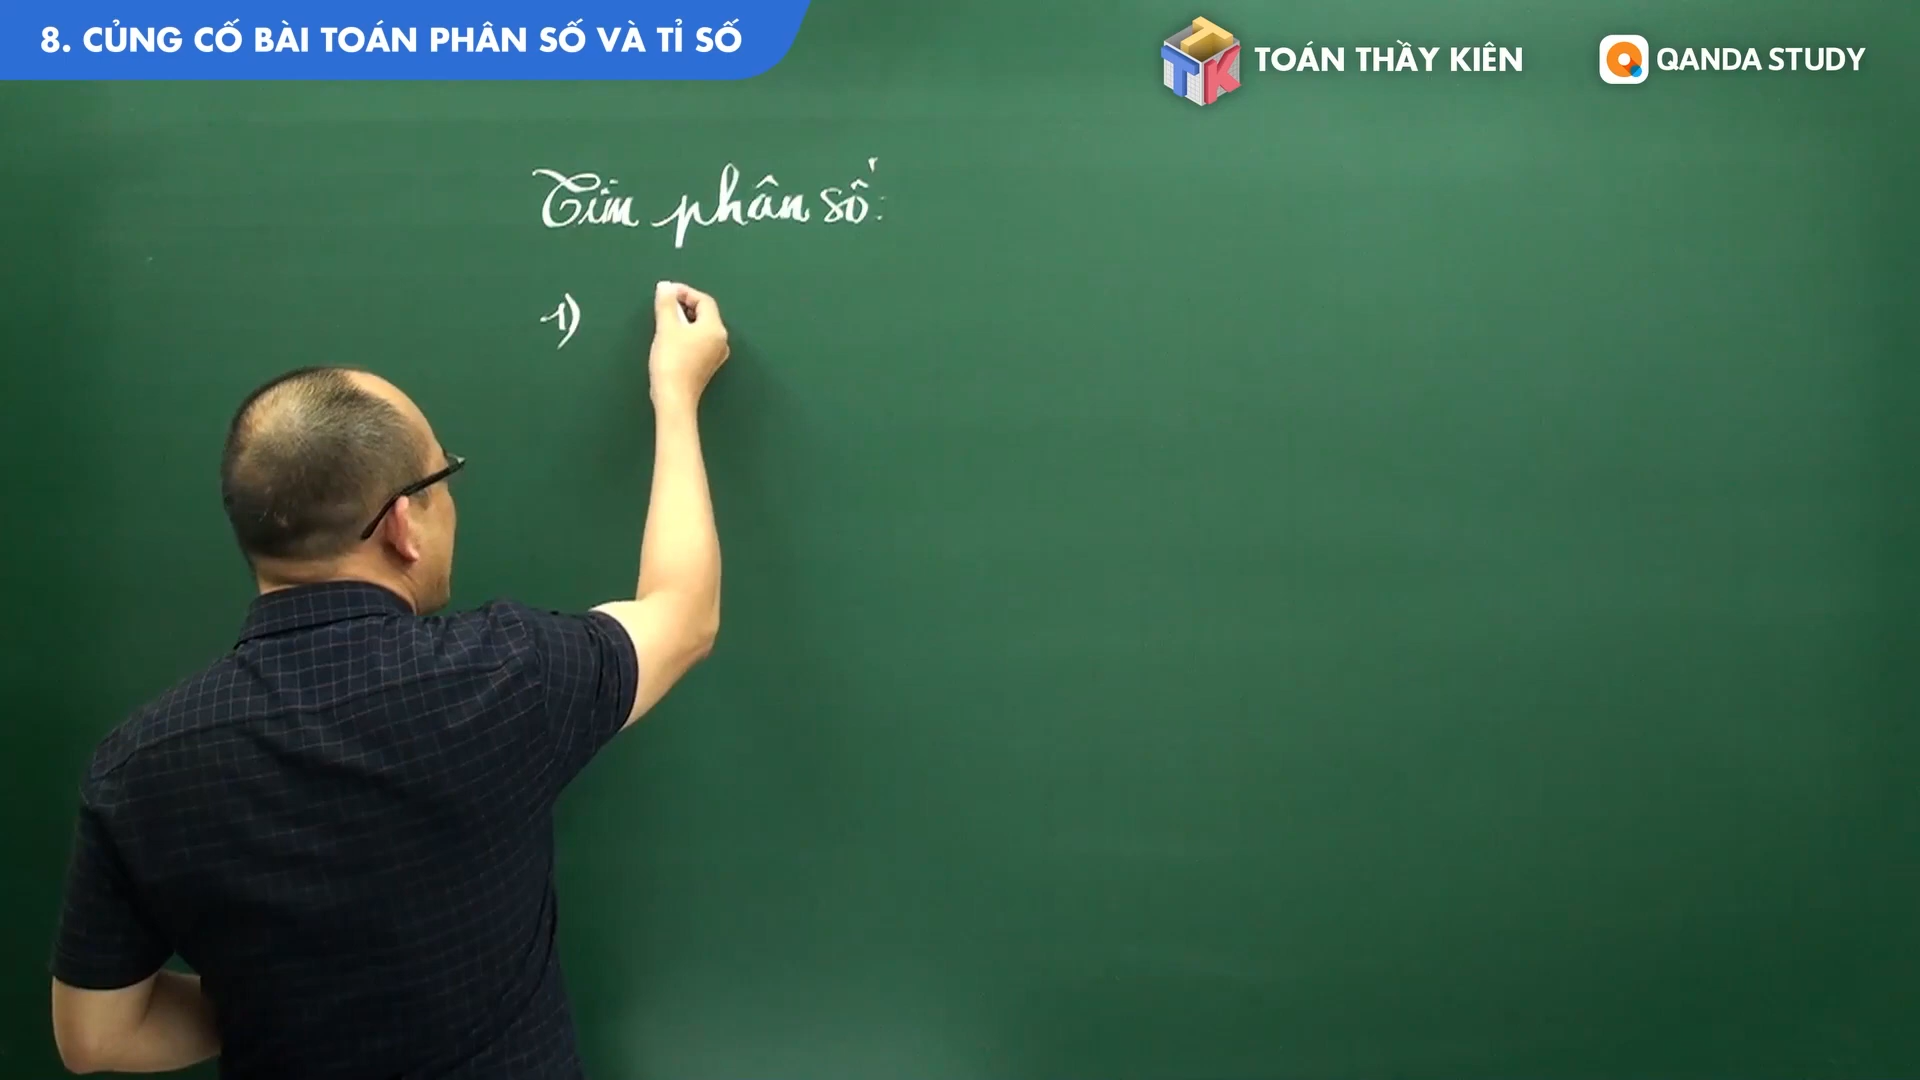 8. CỦNG CỐ BÀI TOÁN PHÂN SỐ VÀ TỈ SỐ
TTK TOÁN THẦY KIÊN
QANDA STUDY
Tìm phân số:
1)